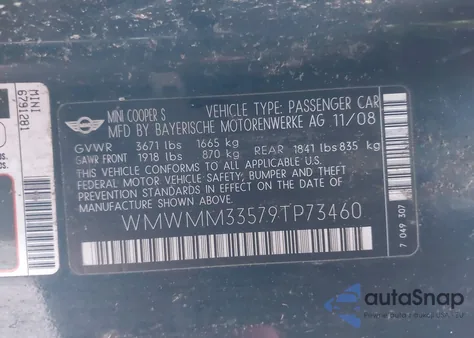 MINI COOPER S VEHICLE TYPE: PASSENGER CAR
MFD BY BAYERISCHE MOTORENWERKE AG 11/08
GVWR 3671 lbs 1665 kg
GAWR FRONT 1918 lbs 870 kg REAR 1841 lbs 835 kg
THIS VEHICLE CONFORMS TO ALL APPLICABLE U.S.
FEDERAL MOTOR VEHICLE SAFETY, BUMPER, AND THEFT
PREVENTION STANDARDS IN EFFECT ON THE DATE OF
MANUFACTURE SHOWN ABOVE.
WMWMM33579TP73460
7 049 307
MINI
6791281
autoSnap